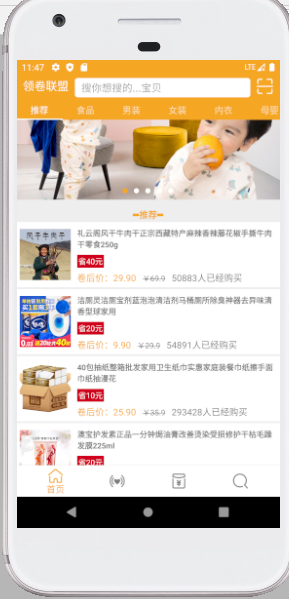 11:47
LTE
领卷联盟
搜你想搜的...宝贝
推荐 食品 男装 女装 内衣 母婴
推荐
礼云阁风干牛肉干正宗西藏特产麻辣香辣藤花椒手撕牛肉
干零食250g
省40元
卷后价：29.90 ￥69.9 50883人已经购买
洁厕灵洁厕宝剂蓝泡泡清洁剂马桶厕所除臭神器去异味清
香型球家用
省20元
卷后价：9.90 ￥29.9 54891人已经购买
40包抽纸整箱批发家用卫生纸巾实惠家庭装餐巾纸擦手面
巾纸抽漫花
省10元
卷后价：25.90 ￥35.9 293428人已经购买
澳宝护发素正品一分钟焗油膏改善烫染受损修护干枯毛躁
发膜225ml
省20元
首页